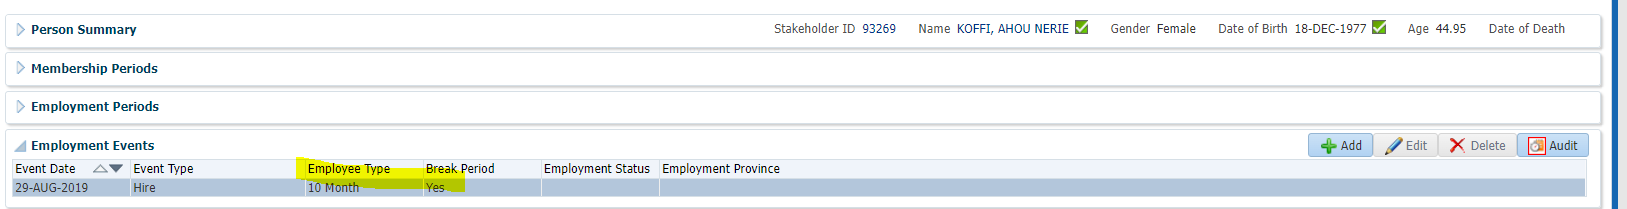 Person Summary Stakeholder ID 93269 Name KOFFI, AHOU NERIE Gender Female Date of Birth 18-DEC-1977 Age 44.95 Date of Death
Membership Periods
Employment Periods
Employment Events Add Edit Delete Audit
Event Date Event Type Employee Type Break Period Employment Status Employment Province
29-AUG-2019 Hire 10 Month Yes